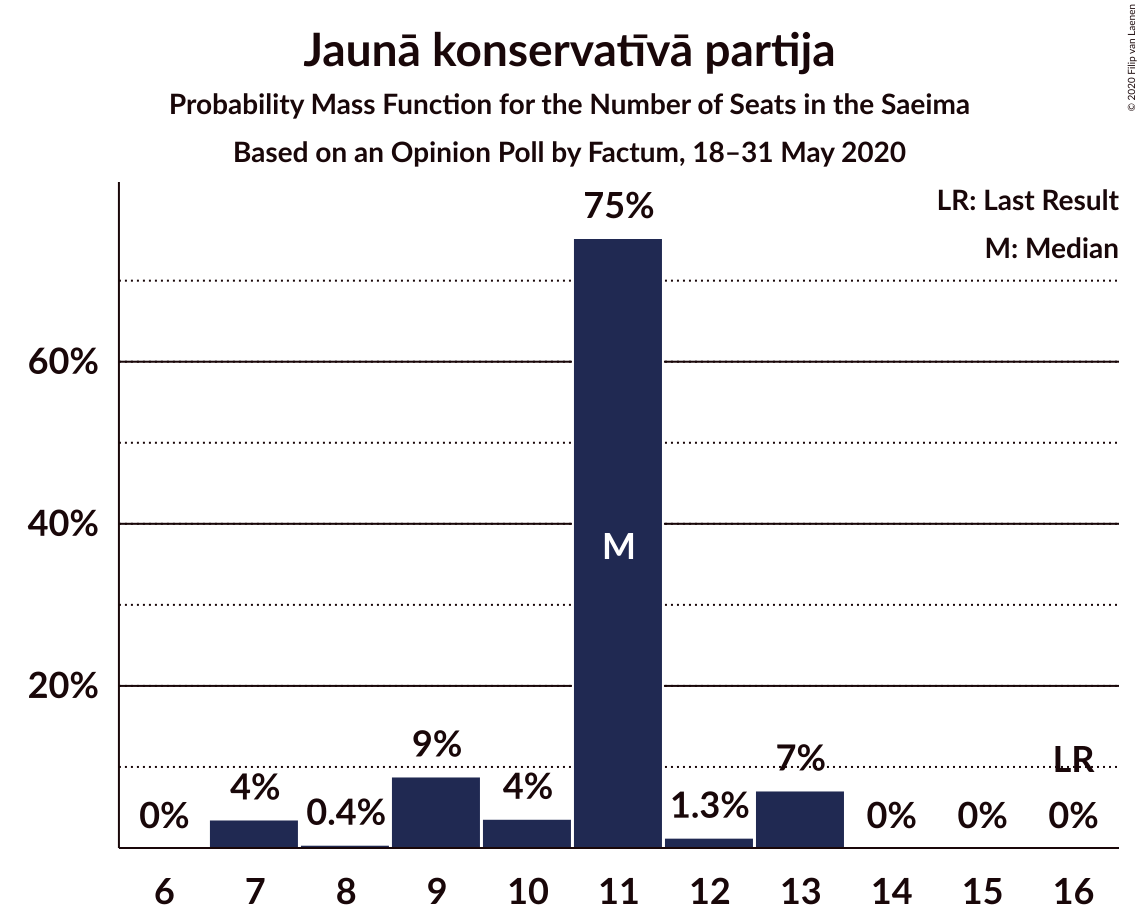 Jaunā konservatīvā partija
Probability Mass Function for the Number of Seats in the Saeima
Based on an Opinion Poll by Factum, 18–31 May 2020
© 2020 Filip van Laenen
LR: Last Result
M: Median
75%
60%
40%
20%
M
0%
4%
0.4%
9%
4%
1.3%
7%
0%
0%
LR
0%
6 7 8 9 10 11 12 13 14 15 16